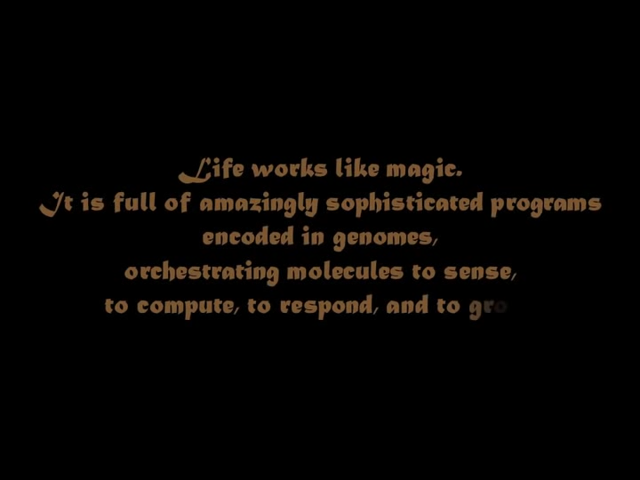 Life works like magic.
It is full of amazingly sophisticated programs
encoded in genomes,
orchestrating molecules to sense,
to compute, to respond, and to gro